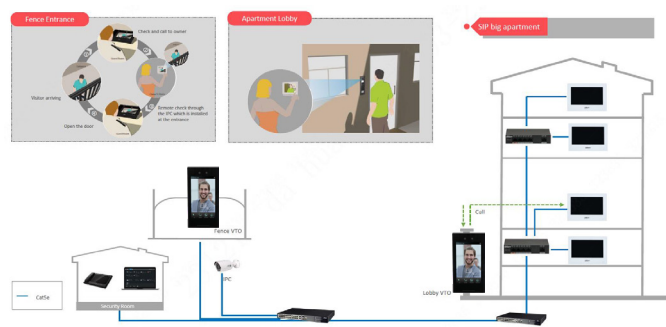 Fence Entrance
Check and call to owner
Visitor arriving
Remote check through
the IPC which is installed
at the entrance
Open the door
Apartment Lobby
SIP big apartment
Call
Fence VTO
IPC
Lobby VTO
Security Room
Cat5e